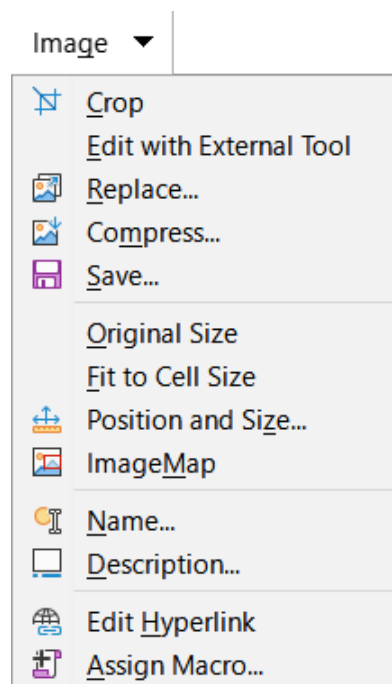 Image
Crop
Edit with External Tool
Replace...
Compress...
Save...
Original Size
Fit to Cell Size
Position and Size...
ImageMap
Name...
Description...
Edit Hyperlink
Assign Macro...